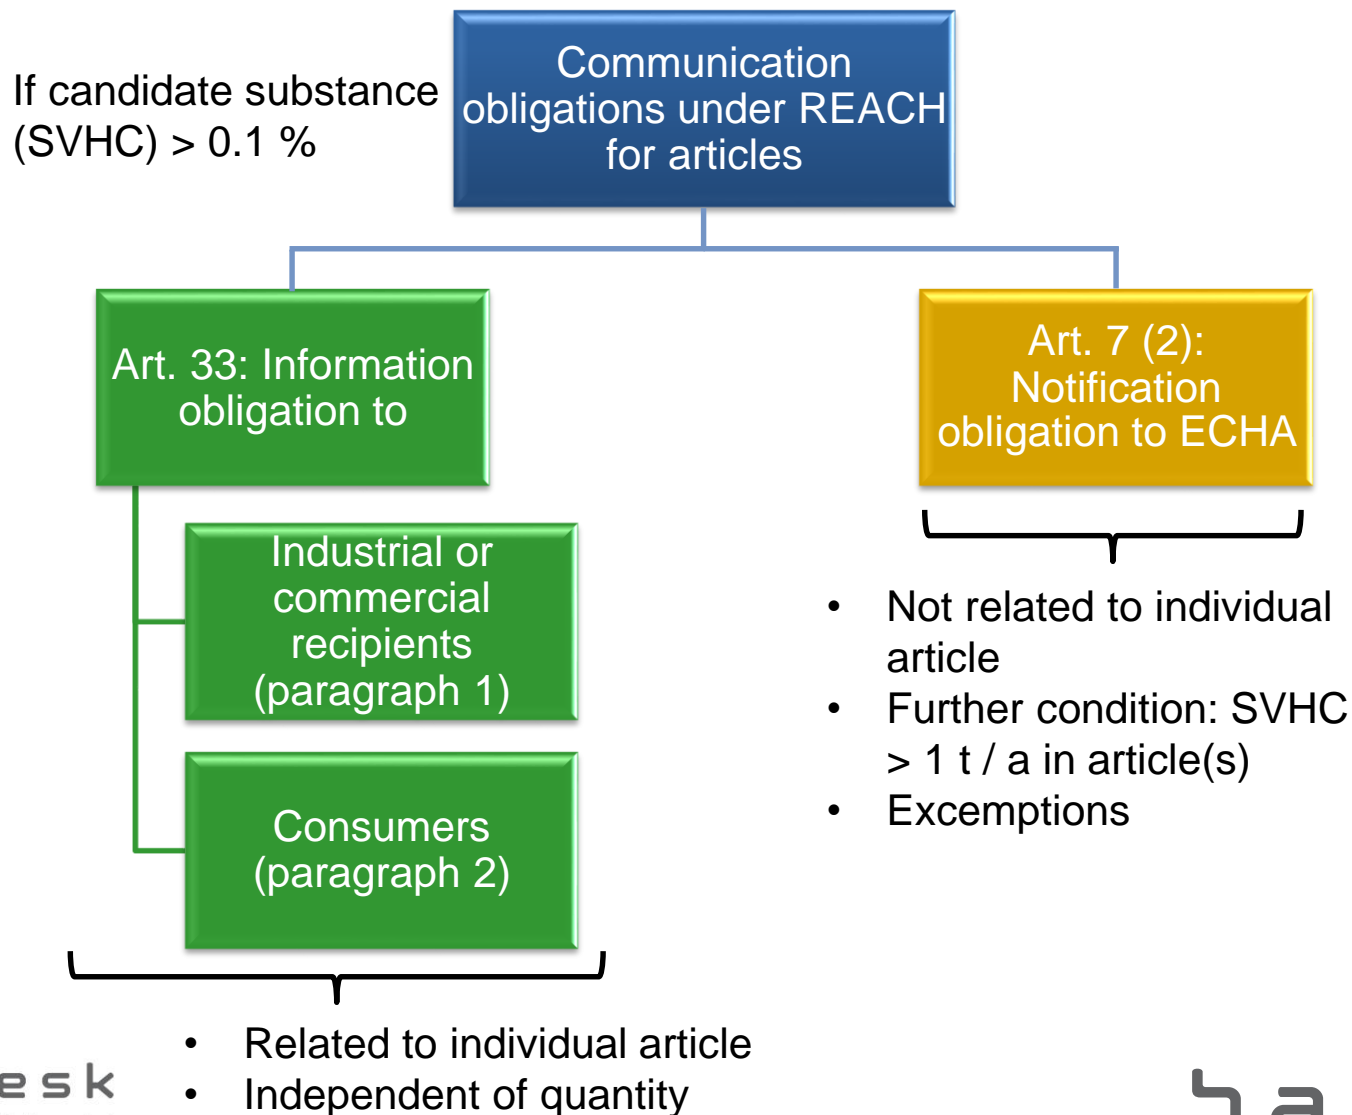 If candidate substance
(SVHC) > 0.1 %
Communication
obligations under REACH
for articles
Art. 33: Information
obligation to
Art. 7 (2):
Notification
obligation to ECHA
Industrial or
commercial
recipients
(paragraph 1)
Consumers
(paragraph 2)
• Not related to individual
article
• Further condition: SVHC
> 1 t / a in article(s)
• Excemptions
• Related to individual article
• Independent of quantity
esk